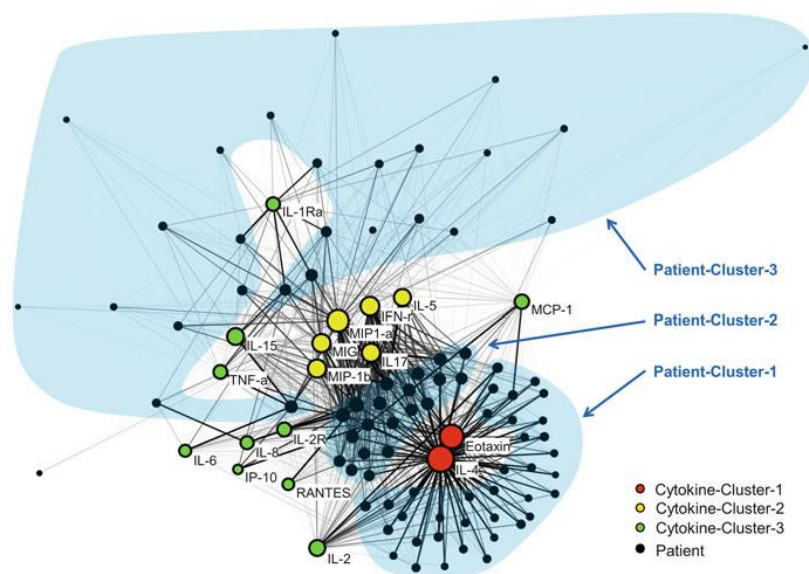 IL-1Ra
Patient-Cluster-3
IL-5
MCP-1
IFN-r
MIP1-a
Patient-Cluster-2
IL-15
MIG
IL17
TNF-a
MIP-1b
Patient-Cluster-1
IL-2R
Eotaxin
IL-8
IL-6
IL-4
IP-10
RANTES
Cytokine-Cluster-1
Cytokine-Cluster-2
Cytokine-Cluster-3
Patient
IL-2